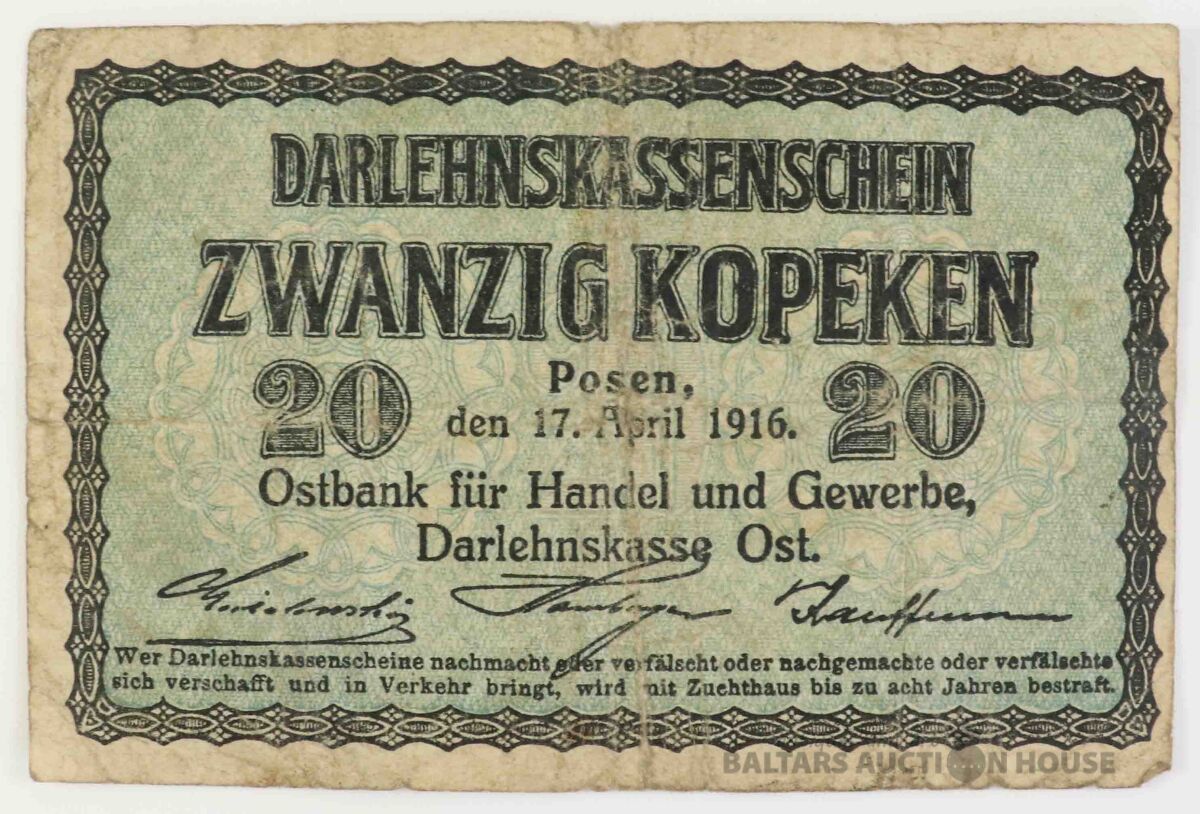 DARLEHNSKASSENSCHEIN
ZWANZIG KOPEKEN
20 Posen, 20
den 17. April 1916.
Ostbank für Handel und Gewerbe,
Darlehnskasse Ost.
Kauffmann
Wer Darlehnskassenscheine nachmacht oder verfälscht oder nachgemachte oder verfälschte
sich verschafft und in Verkehr bringt, wird mit Zuchthaus bis zu acht Jahren bestraft.
BALTARS AUCTION HOUSE